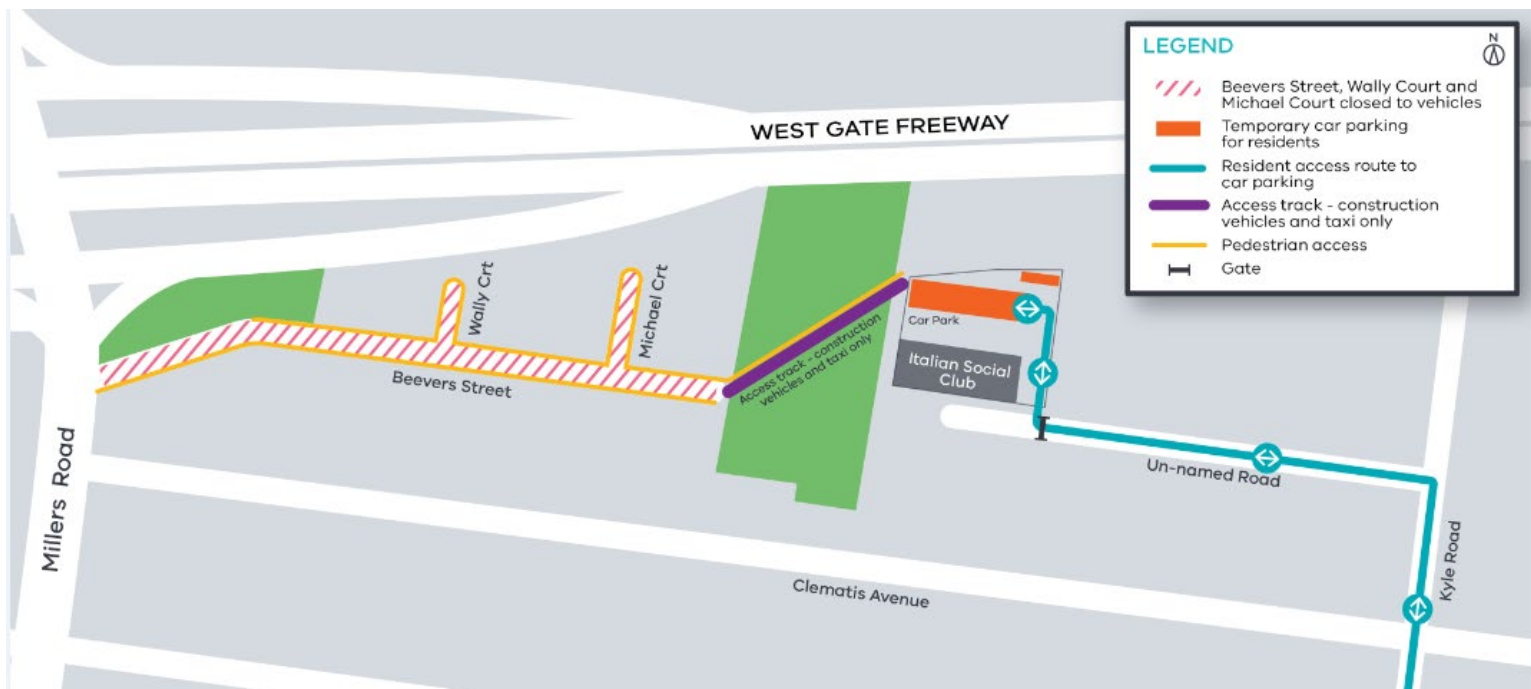 LEGEND
N
Beevers Street, Wally Court and
Michael Court closed to vehicles
Temporary car parking
for residents
Resident access route to
car parking
Access track - construction
vehicles and taxi only
Pedestrian access
Gate
WEST GATE FREEWAY
Wally Crt
Michael Crt
Beevers Street
Access track - construction
vehicles and taxi only
Car Park
Italian Social
Club
Un-named Road
Millers Road
Clematis Avenue
Kyle Road